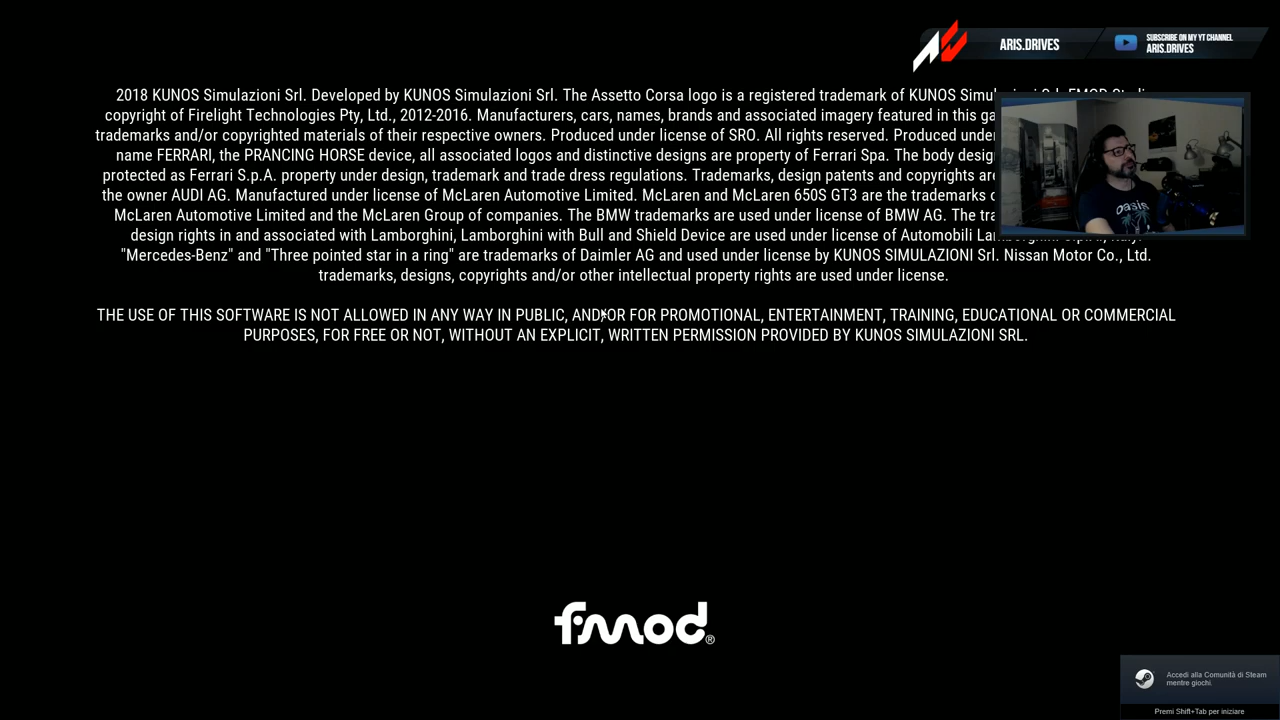 ARIS.DRIVES
SUBSCRIBE ON MY YT CHANNEL
ARIS.DRIVES
2018 KUNOS Simulazioni Srl. Developed by KUNOS Simulazioni Srl. The Assetto Corsa logo is a registered trademark of KUNOS
copyright of Firelight Technologies Pty, Ltd., 2012-2016. Manufacturers, cars, names, brands and associated imagery featured in this
trademarks and/or copyrighted materials of their respective owners. Produced under license of SRO. All rights reserved. Produced under
name FERRARI, the PRANCING HORSE device, all associated logos and distinctive designs are property of Ferrari Spa. The body
protected as Ferrari S.p.A. property under design, trademark and trade dress regulations. Trademarks, design patents and copyrights are
the owner AUDI AG. Manufactured under license of McLaren Automotive Limited. McLaren and McLaren 650S GT3 are the trademarks
McLaren Automotive Limited and the McLaren Group of companies. The BMW trademarks are used under license of BMW AG. The
design rights in and associated with Lamborghini, Lamborghini with Bull and Shield Device are used under license of Automobili
"Mercedes-Benz" and "Three pointed star in a ring" are trademarks of Daimler AG and used under license by KUNOS SIMULAZIONI Srl. Nissan Motor Co., Ltd.
trademarks, designs, copyrights and/or other intellectual property rights are used under license.
THE USE OF THIS SOFTWARE IS NOT ALLOWED IN ANY WAY IN PUBLIC, AND/OR FOR PROMOTIONAL, ENTERTAINMENT, TRAINING, EDUCATIONAL OR COMMERCIAL
PURPOSES, FOR FREE OR NOT, WITHOUT AN EXPLICIT, WRITTEN PERMISSION PROVIDED BY KUNOS SIMULAZIONI SRL.
oasis
fmod®
Accedi alla Comunità di Steam
mentre giochi.
Premi Shift+Tab per iniziare